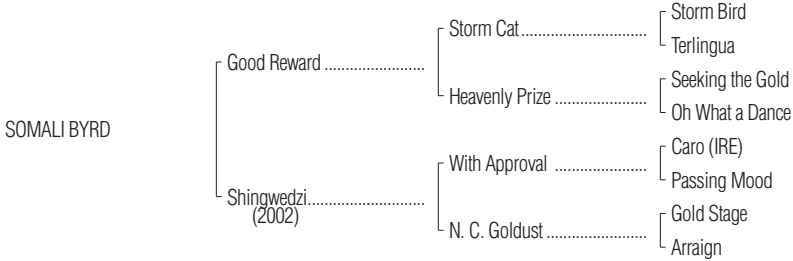 Storm Bird
Storm Cat..............................
Terlingua
Good Reward ........................
Seeking the Gold
Heavenly Prize ......................
Oh What a Dance
SOMALI BYRD
Caro (IRE)
With Approval ......................
Passing Mood
Shingwedzi............................
(2002)
Gold Stage
N. C. Goldust ........................
Arraign